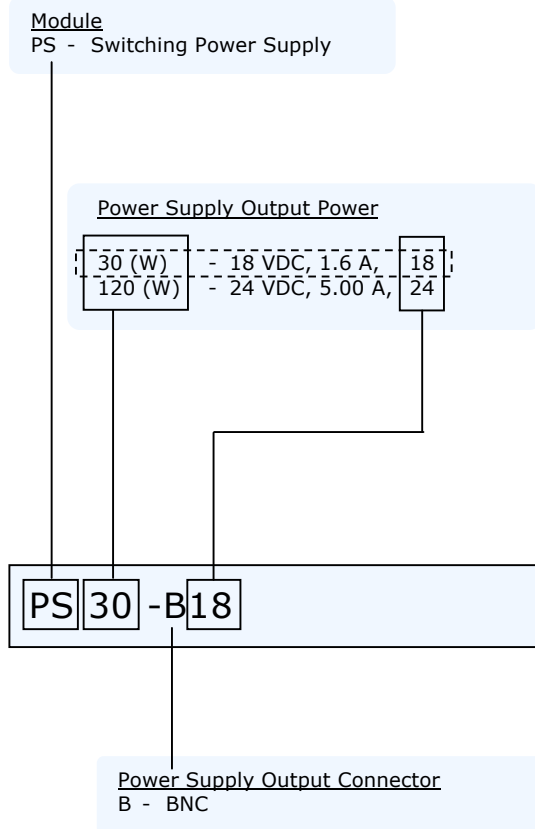 Module
PS - Switching Power Supply
Power Supply Output Power
30 (W) - 18 VDC, 1.6 A, 18
120 (W) - 24 VDC, 5.00 A, 24
PS 30 -B 18
Power Supply Output Connector
B - BNC